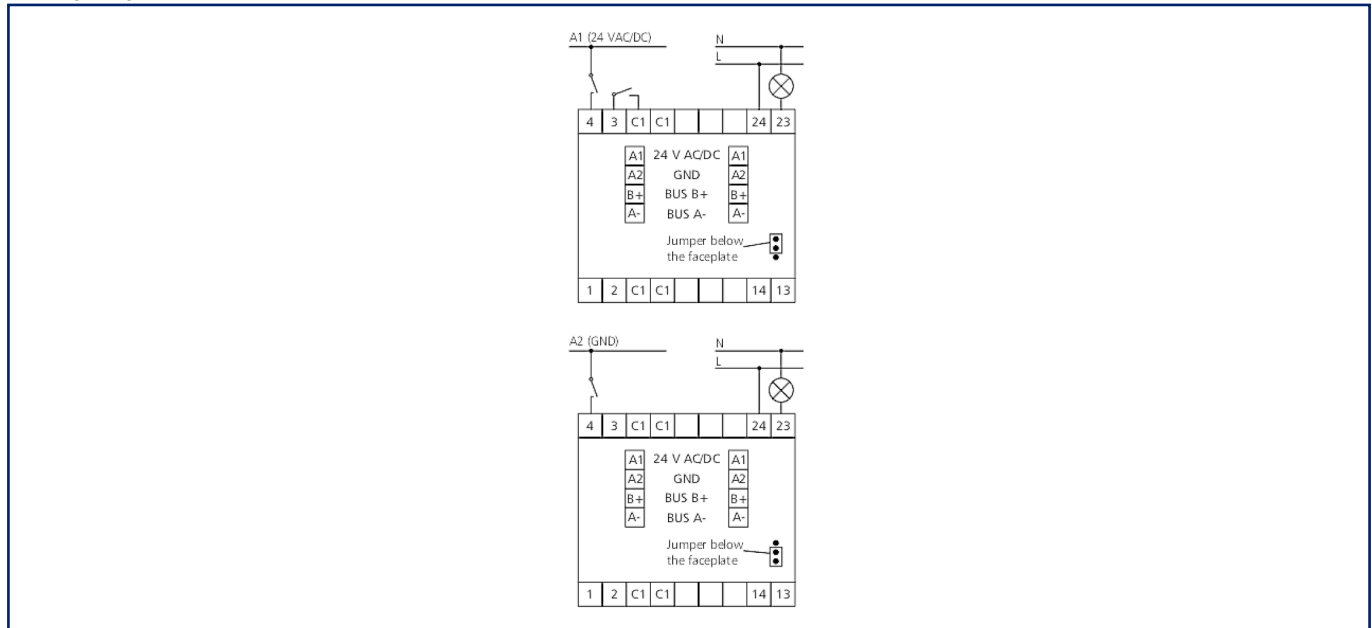 A1 (24 VAC/DC)
N
L
4 3 C1 C1 24 23
A1 24 V AC/DC A1
A2 GND A2
B+ BUS B+ B+
A- BUS A- A-
Jumper below
the faceplate
1 2 C1 C1 14 13
A2 (GND)
N
L
4 3 C1 C1 24 23
A1 24 V AC/DC A1
A2 GND A2
B+ BUS B+ B+
A- BUS A- A-
Jumper below
the faceplate
1 2 C1 C1 14 13